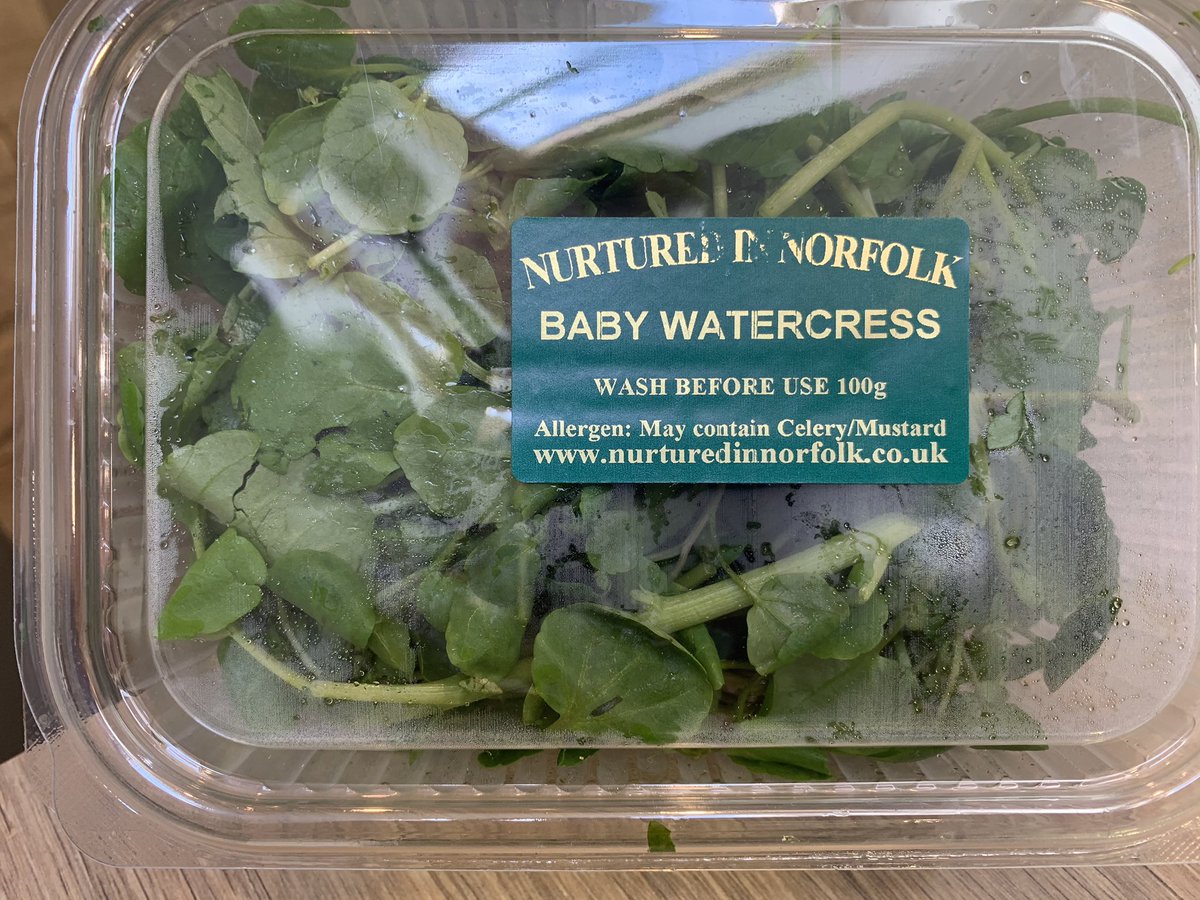 NURTURED IN NORFOLK
BABY WATERCRESS
WASH BEFORE USE 100g
Allergen: May contain Celery/Mustard
www.nurturedinnorfolk.co.uk